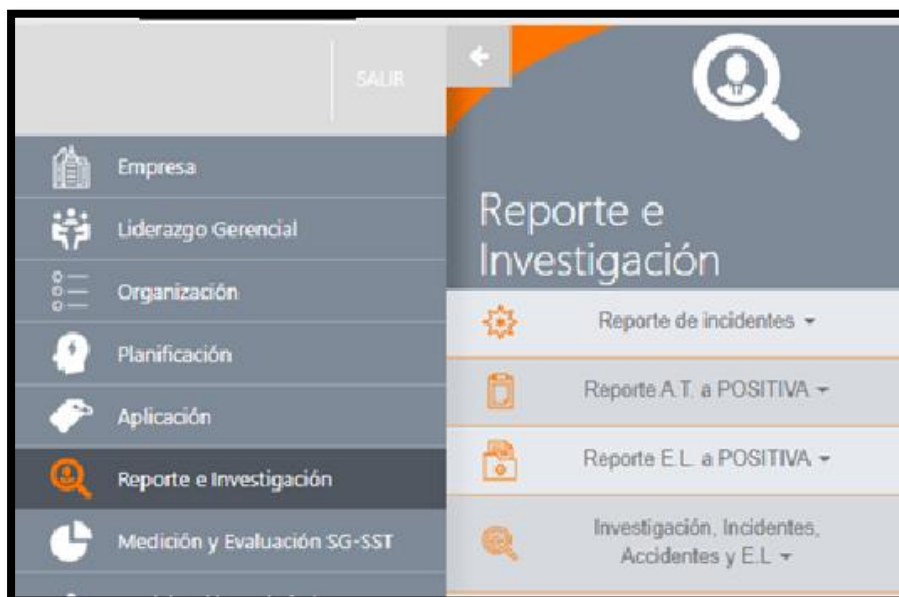 SALIR
Empresa
Liderazgo Gerencial
Organización
Planificación
Aplicación
Reporte e Investigación
Medición y Evaluación SG-SST
Reporte e
Investigación
Reporte de incidentes
Reporte A.T. a POSITIVA
Reporte E.L. a POSITIVA
Investigación, Incidentes,
Accidentes y E.L